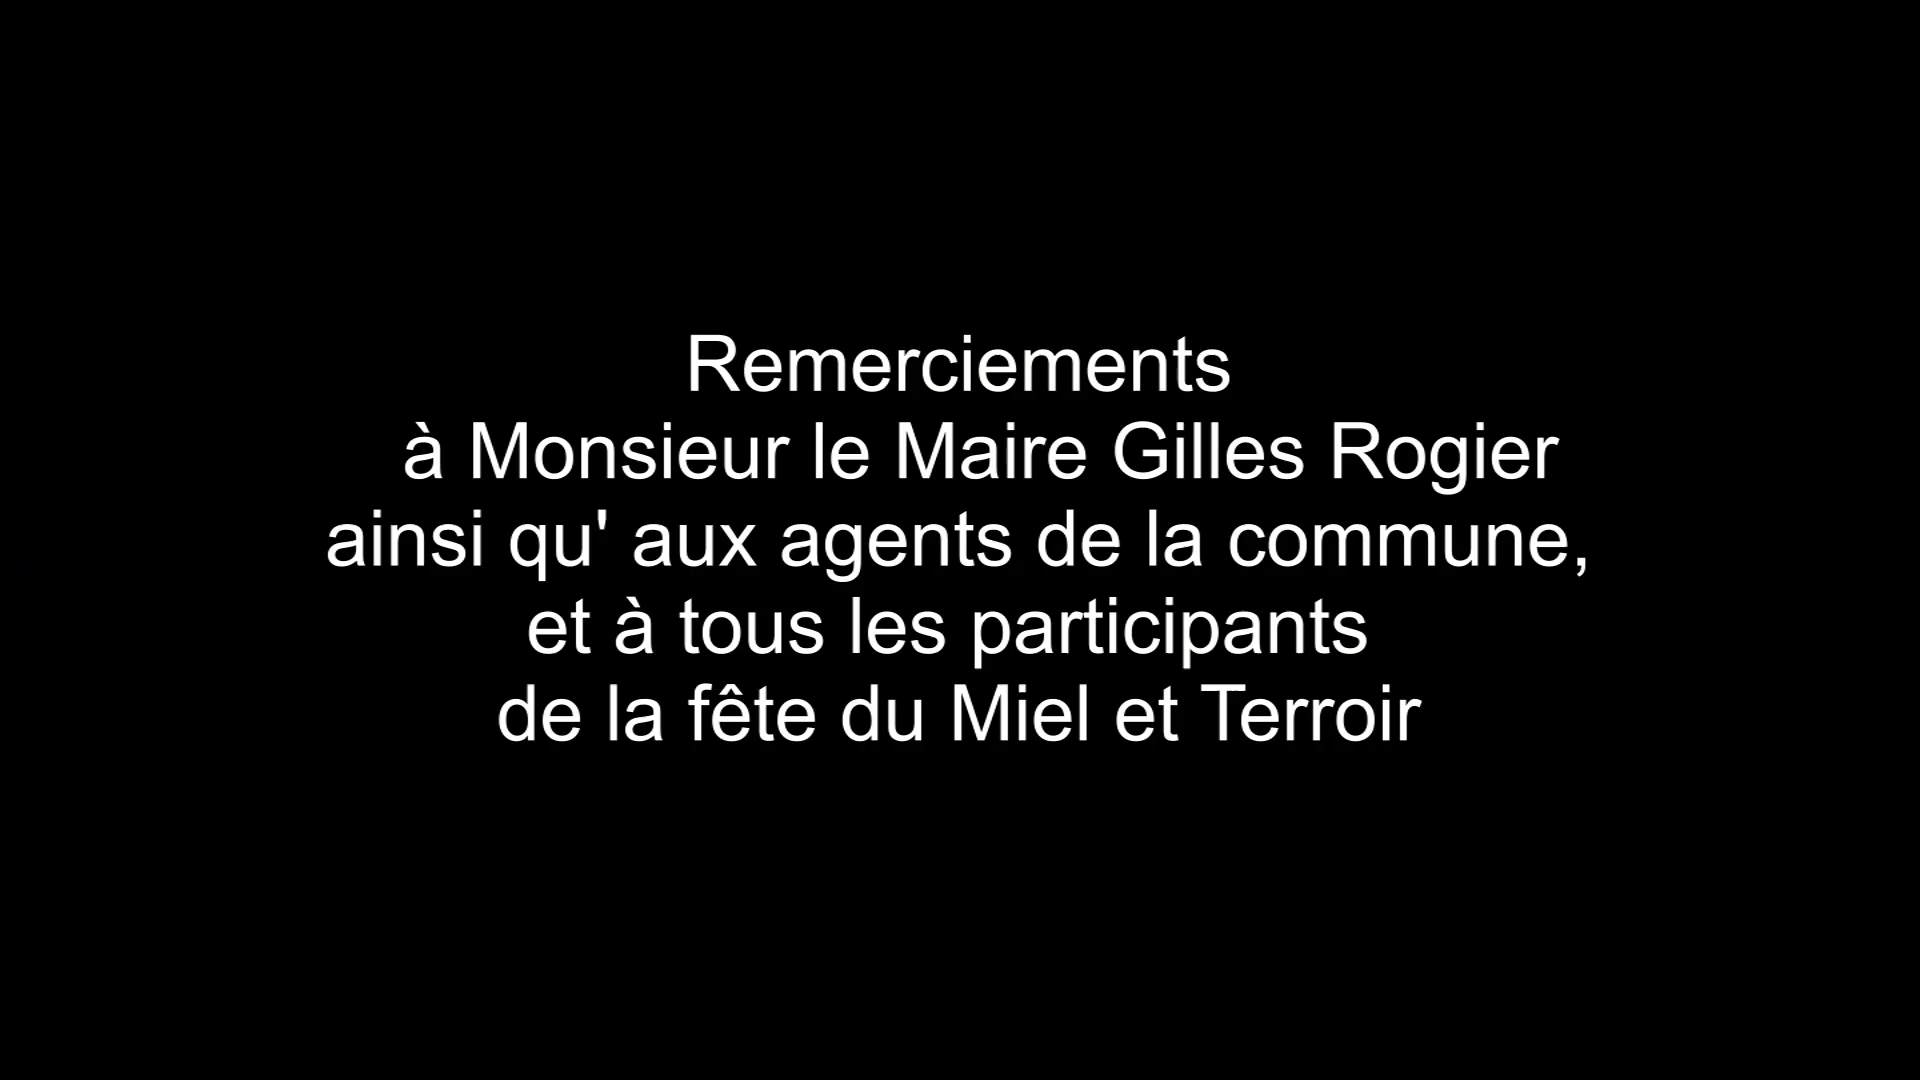 Remerciements
à Monsieur le Maire Gilles Rogier
ainsi qu' aux agents de la commune,
et à tous les participants
de la fête du Miel et Terroir